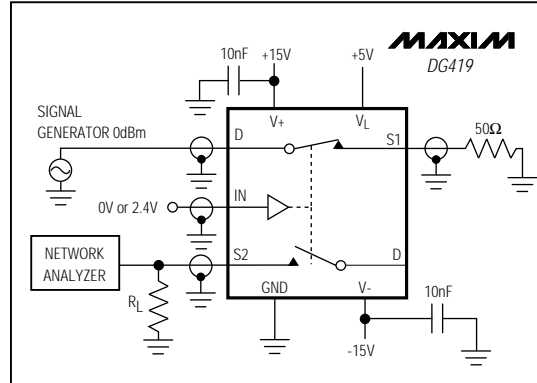 MAXIM
DG419
10nF
+15V
+5V
SIGNAL
GENERATOR 0dBm
V+
VL
D
S1
50Ω
0V or 2.4V
IN
NETWORK
ANALYZER
S2
D
RL
GND
V-
10nF
-15V